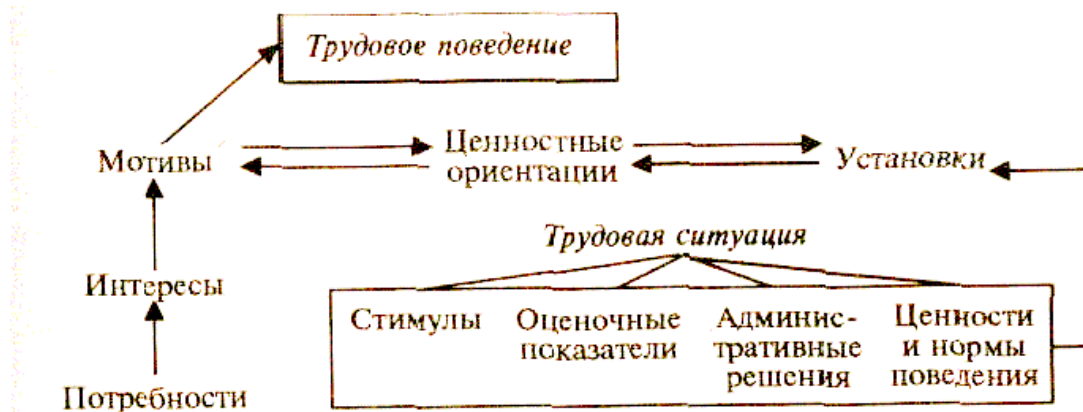 Трудовое поведение
Мотивы
Ценностные
ориентации
Установки
Трудовая ситуация
Интересы
Стимулы
Оценочные
показатели
Админис-
тративные
решения
Ценности
и нормы
поведения
Потребности